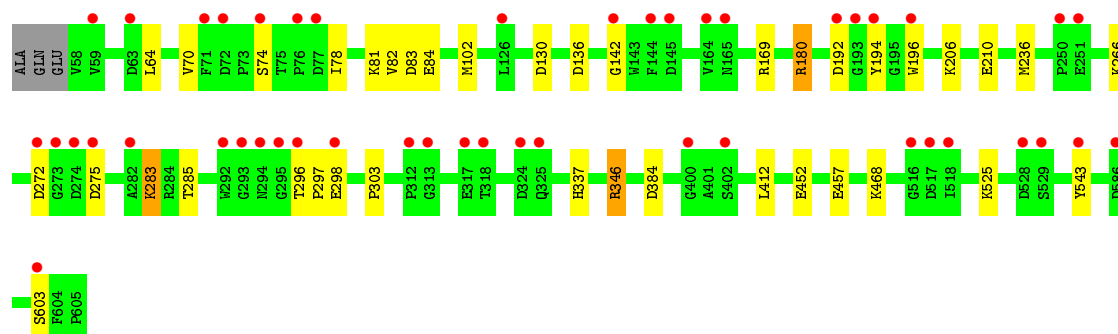 ALA GLN GLU V58 V59 D63 L64 V70 F71 D72 P73 S74 T75 P76 D77 I78 K81 V82 D83 E84 M102 L126 D130 D136 G142 W143 F144 D145 V164 N165 R169 R180 D192 G193 Y194 G195 W196 K206 E210 M236 P250 E251 K266
D272 G273 D274 D275 A282 K283 R284 T285 W292 G293 N294 G295 T296 P297 E298 P303 P312 G313 E317 T318 D324 Q325 H337 R346 D384 G400 A401 S402 L412 E452 E457 K468 G516 D517 I518 K525 D528 S529 Y543
S603 F604 P605